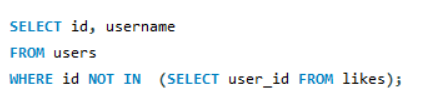 SELECT id, username
FROM users
WHERE id NOT IN  (SELECT user_id FROM likes);